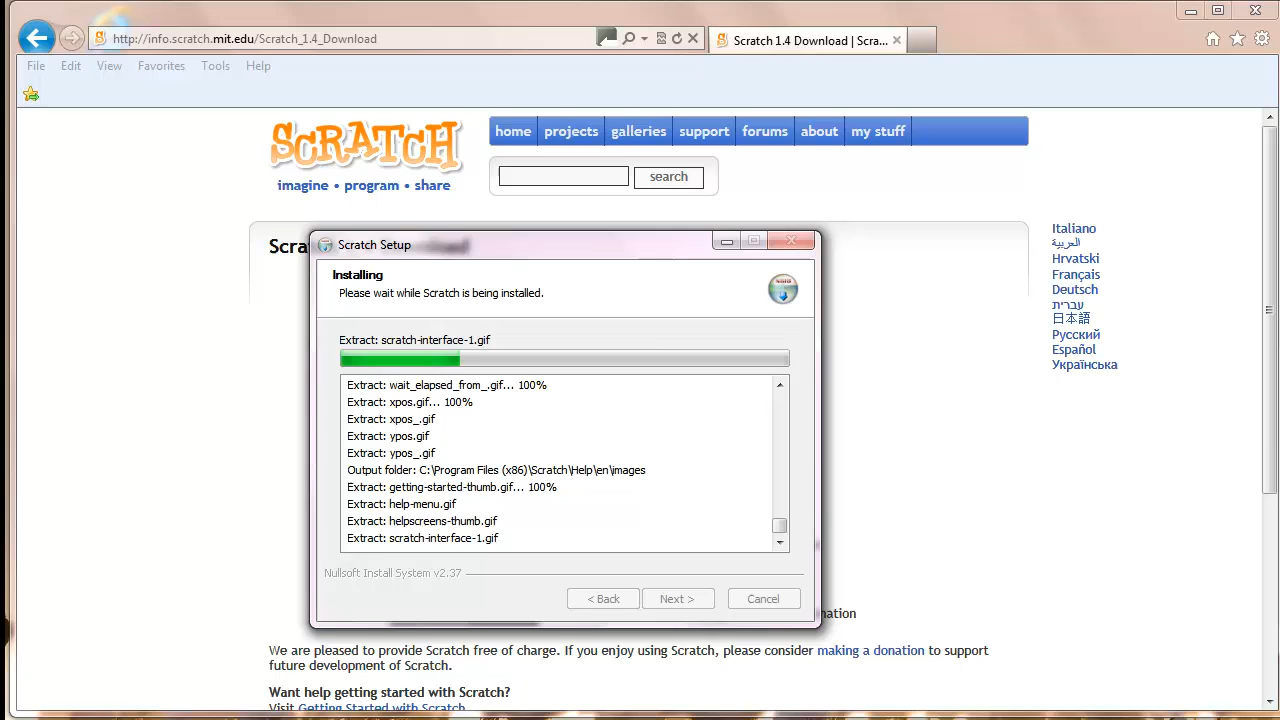 http://info.scratch.mit.edu/Scratch_1.4_Download
Scratch 1.4 Download | Scra...
File Edit View Favorites Tools Help
SCRATCH
imagine • program • share
home projects galleries support forums about my stuff
search
Scra
Italiano
العربية
Hrvatski
Français
Deutsch
עברית
日本語
Русский
Español
Українська
Scratch Setup
Installing
Please wait while Scratch is being installed.
Extract: scratch-interface-1.gif
Extract: wait_elapsed_from_.gif... 100%
Extract: xpos.gif... 100%
Extract: xpos_.gif
Extract: ypos.gif
Extract: ypos_.gif
Output folder: C:\Program Files (x86)\Scratch\Help\en\images
Extract: getting-started-thumb.gif... 100%
Extract: help-menu.gif
Extract: helpscreens-thumb.gif
Extract: scratch-interface-1.gif
Nullsoft Install System v2.37
< Back Next > Cancel
nation
We are pleased to provide Scratch free of charge. If you enjoy using Scratch, please consider making a donation to support
future development of Scratch.
Want help getting started with Scratch?
Visit Getting Started with Scratch